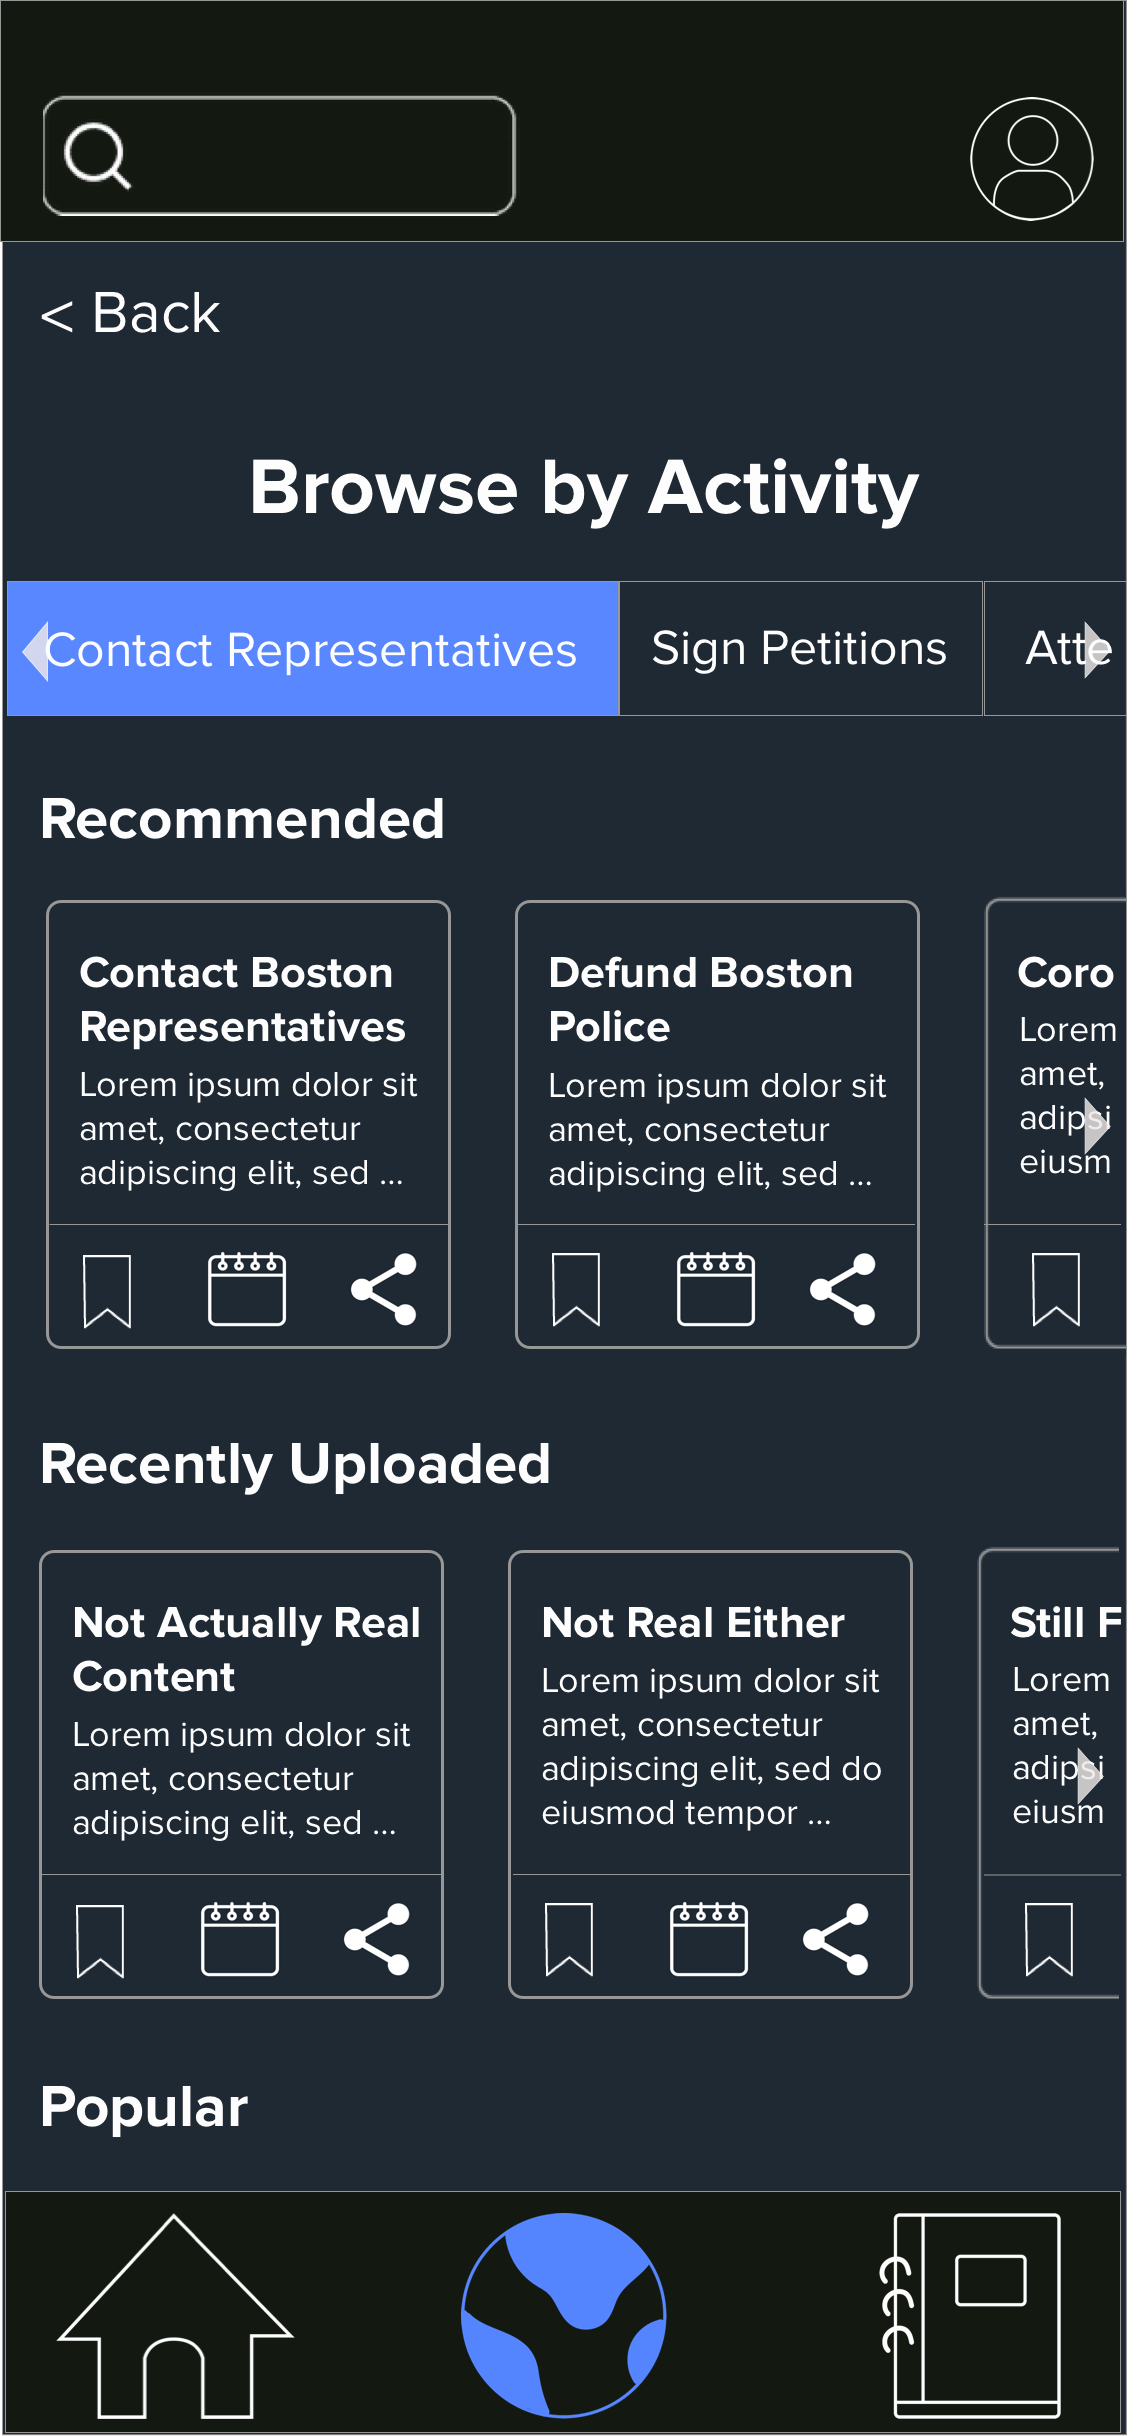 < Back
Browse by Activity
Contact Representatives
Sign Petitions
Atte
Recommended
Contact Boston
Representatives
Lorem ipsum dolor sit
amet, consectetur
adipiscing elit, sed ...
Defund Boston
Police
Lorem ipsum dolor sit
amet, consectetur
adipiscing elit, sed ...
Coro
Lorem
amet,
adipsi
eiusm
Recently Uploaded
Not Actually Real
Content
Lorem ipsum dolor sit
amet, consectetur
adipiscing elit, sed ...
Not Real Either
Lorem ipsum dolor sit
amet, consectetur
adipiscing elit, sed do
eiusmod tempor ...
Still F
Lorem
amet,
adipsi
eiusm
Popular